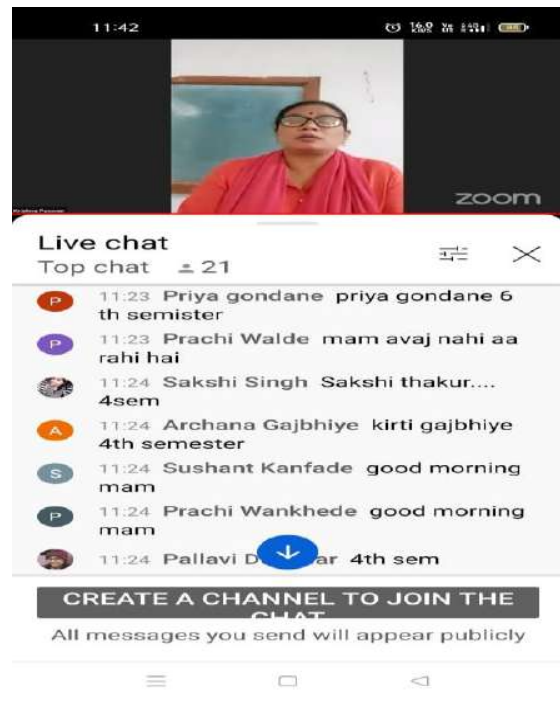 11:42
16.0
zoom
Live chat
Top chat 21
P 11:23 Priya gondane priya gondane 6
th semister
P 11:23 Prachi Walde mam avaj nahi aa
rahi hai
11:24 Sakshi Singh Sakshi thakur....
4sem
A 11:24 Archana Gajbhiye kirti gajbhiye
4th semester
S 11:24 Sushant Kanfade good morning
mam
P 11:24 Prachi Wankhede good morning
mam
11:24 Pallavi 4th sem
CREATE A CHANNEL TO JOIN THE
CHAT
All messages you send will appear publicly